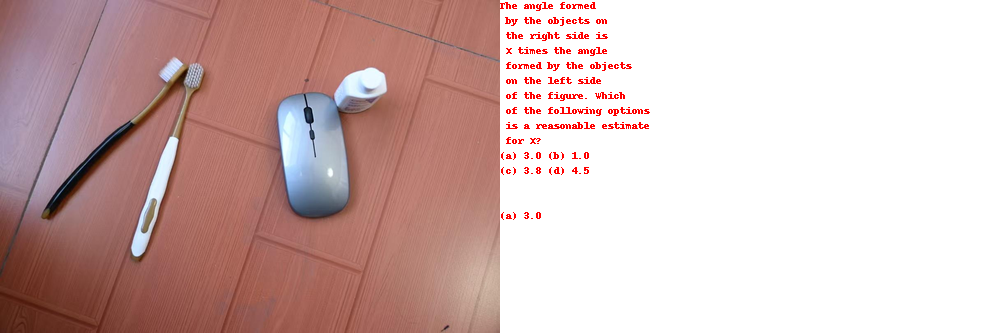 The angle formed
by the objects on
the right side is
X times the angle
formed by the objects
on the left side
of the figure. Which
of the following options
is a reasonable estimate
for X?
(a) 3.0 (b) 1.0
(c) 3.8 (d) 4.5
(a) 3.0